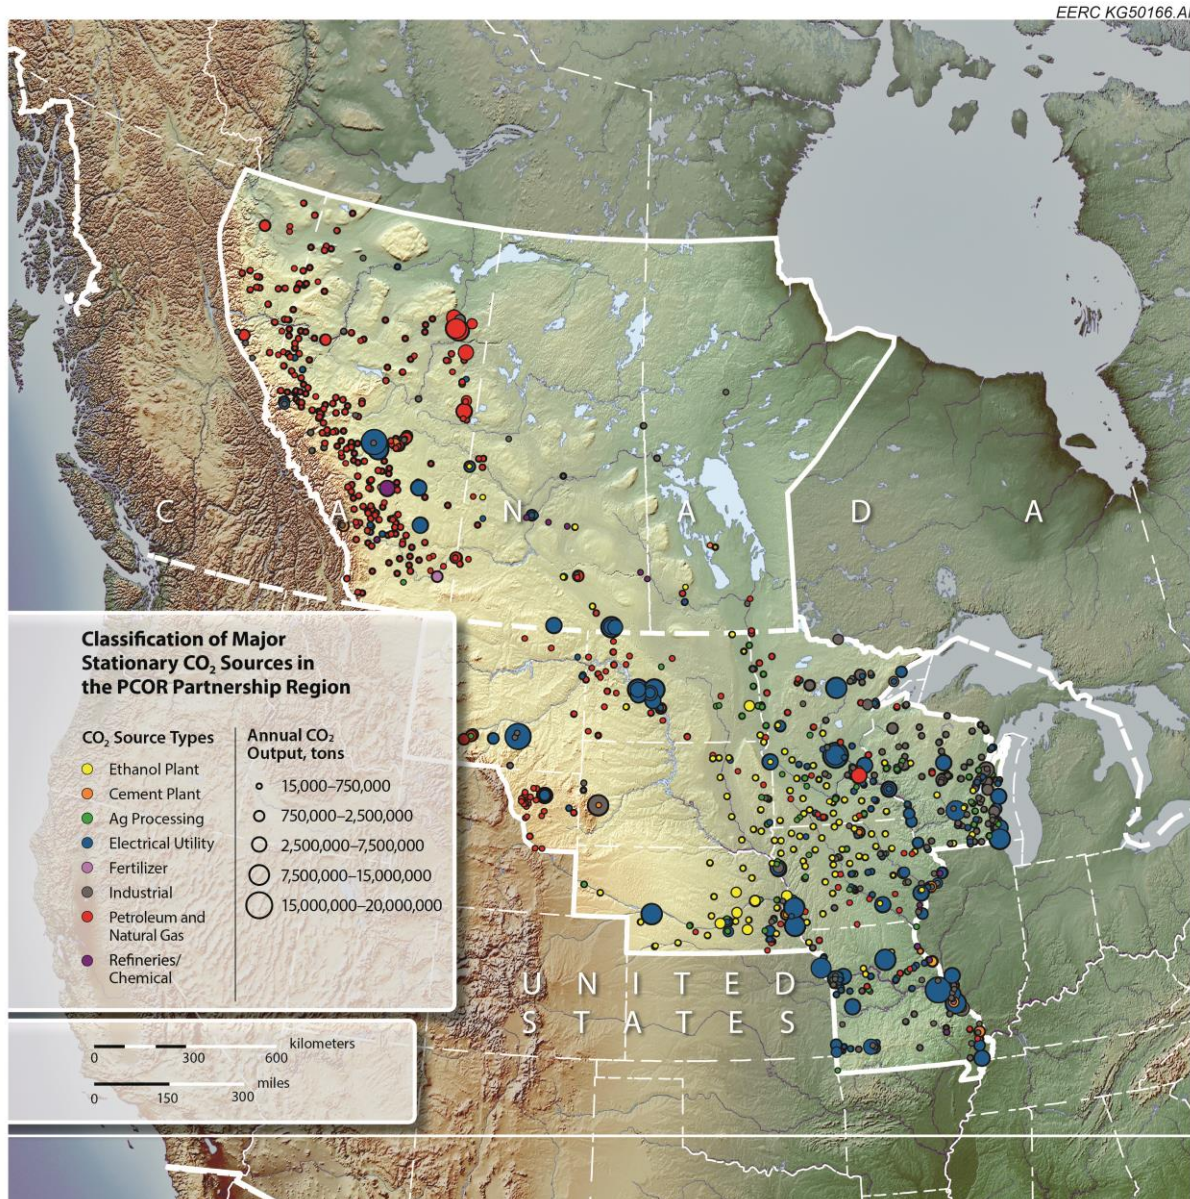 EERC KG50166.AI
C A N A D A
Classification of Major
Stationary CO₂ Sources in
the PCOR Partnership Region
CO₂ Source Types
Ethanol Plant
Cement Plant
Ag Processing
Electrical Utility
Fertilizer
Industrial
Petroleum and
Natural Gas
Refineries/
Chemical
Annual CO₂
Output, tons
15,000–750,000
750,000–2,500,000
2,500,000–7,500,000
7,500,000–15,000,000
15,000,000–20,000,000
UNITED
STATES
kilometers
0 300 600
miles
0 150 300